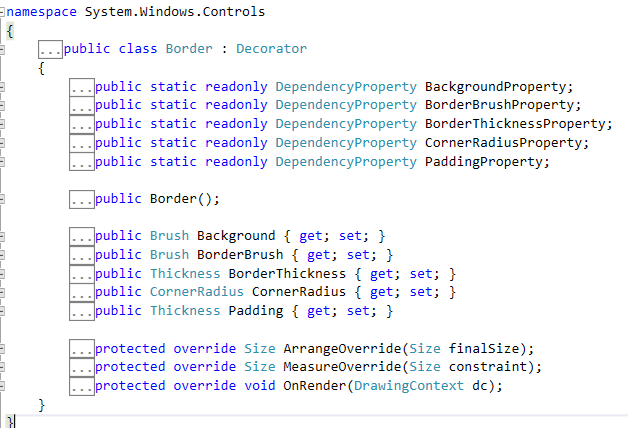 namespace System.Windows.Controls
{
...public class Border : Decorator
{
...public static readonly DependencyProperty BackgroundProperty;
...public static readonly DependencyProperty BorderBrushProperty;
...public static readonly DependencyProperty BorderThicknessProperty;
...public static readonly DependencyProperty CornerRadiusProperty;
...public static readonly DependencyProperty PaddingProperty;
...public Border();
...public Brush Background { get; set; }
...public Brush BorderBrush { get; set; }
...public Thickness BorderThickness { get; set; }
...public CornerRadius CornerRadius { get; set; }
...public Thickness Padding { get; set; }
...protected override Size ArrangeOverride(Size finalSize);
...protected override Size MeasureOverride(Size constraint);
...protected override void OnRender(DrawingContext dc);
}
}